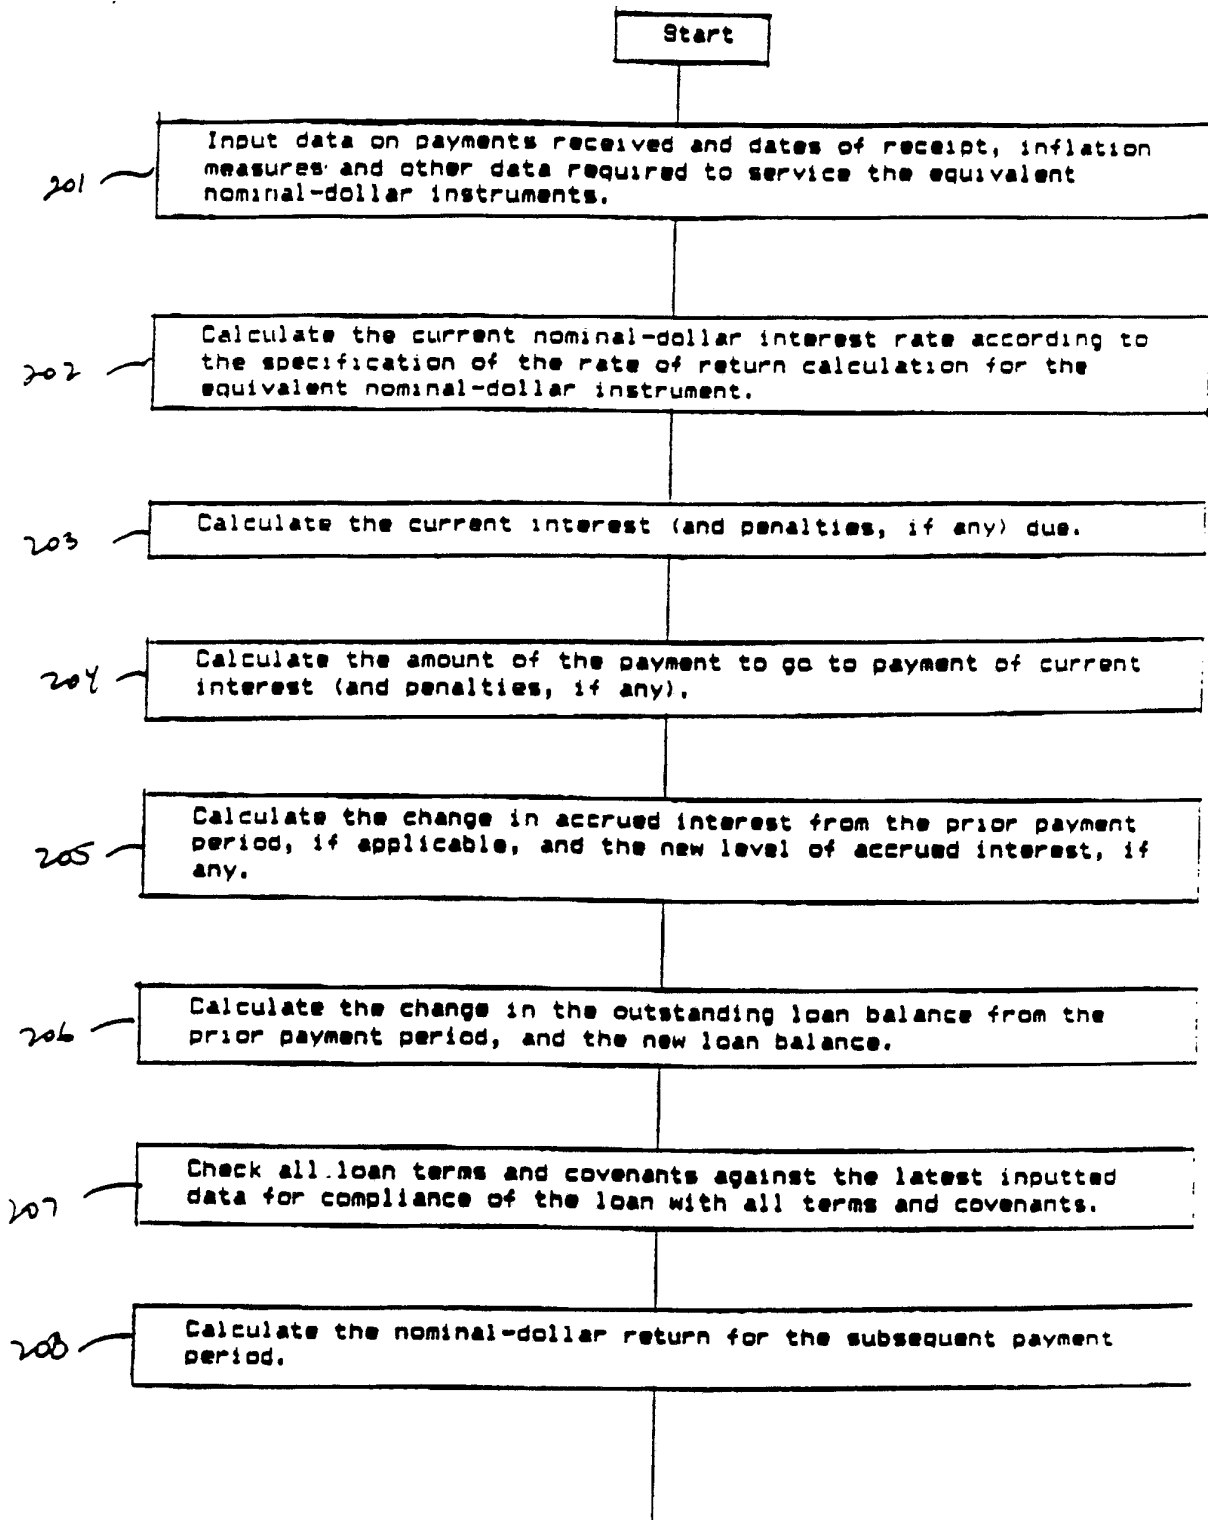 Start
201
Input data on payments received and dates of receipt, inflation
measures and other data required to service the equivalent
nominal-dollar instruments.
202
Calculate the current nominal-dollar interest rate according to
the specification of the rate of return calculation for the
equivalent nominal-dollar instrument.
203
Calculate the current interest (and penalties, if any) due.
204
Calculate the amount of the payment to go to payment of current
interest (and penalties, if any).
205
Calculate the change in accrued interest from the prior payment
period, if applicable, and the new level of accrued interest, if
any.
206
Calculate the change in the outstanding loan balance from the
prior payment period, and the new loan balance.
207
Check all loan terms and covenants against the latest inputted
data for compliance of the loan with all terms and covenants.
208
Calculate the nominal-dollar return for the subsequent payment
period.